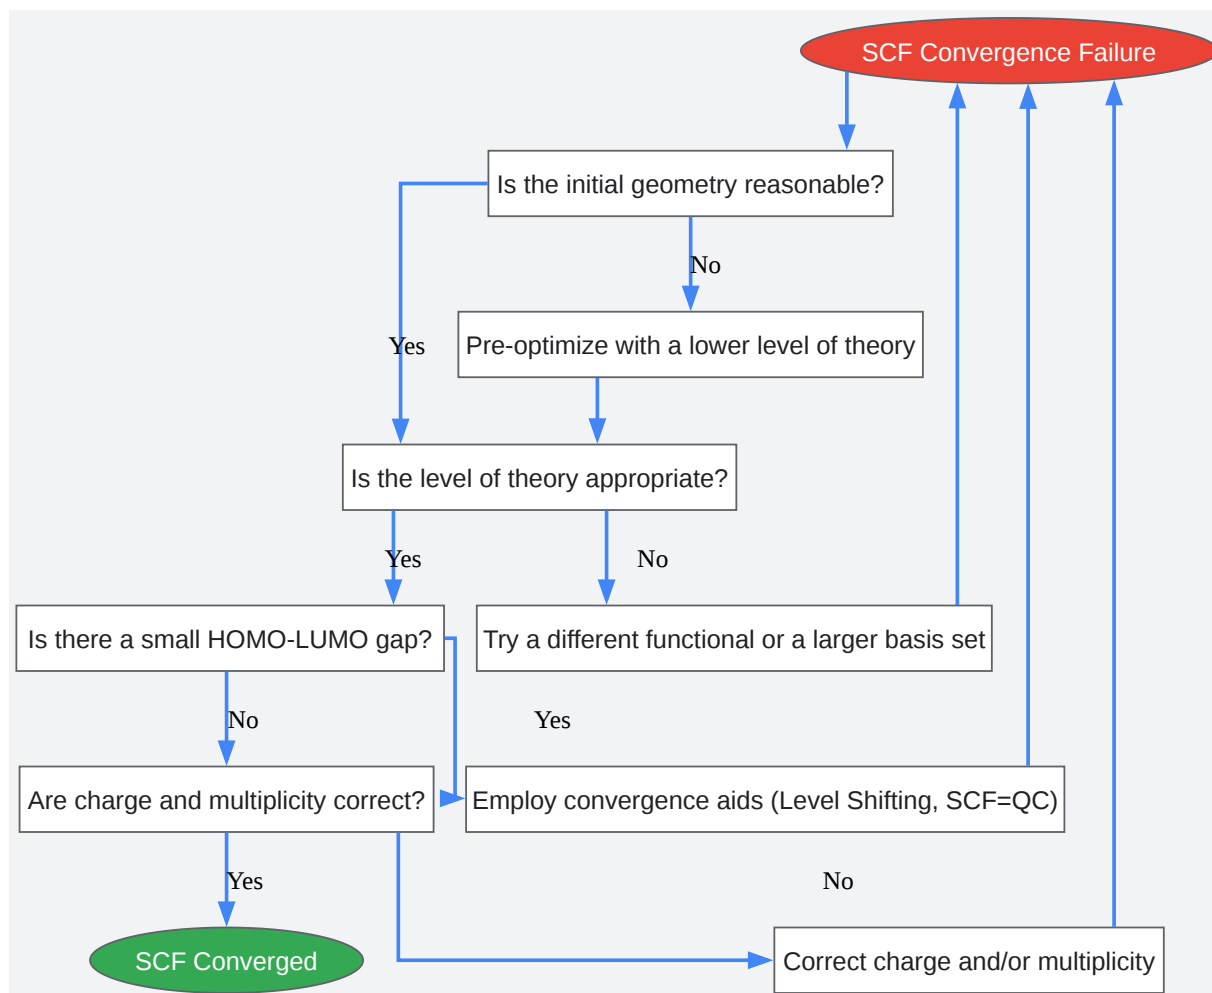 SCF Convergence Failure
Is the initial geometry reasonable?
No
Yes
Pre-optimize with a lower level of theory
Is the level of theory appropriate?
Yes
No
Is there a small HOMO-LUMO gap?
Try a different functional or a larger basis set
No
Yes
Are charge and multiplicity correct?
Employ convergence aids (Level Shifting, SCF=QC)
Yes
No
SCF Converged
Correct charge and/or multiplicity